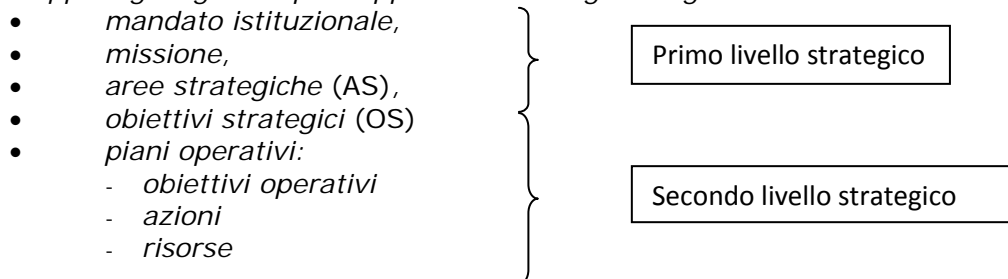 • mandato istituzionale,
• missione,
Primo livello strategico
• aree strategiche (AS),
• obiettivi strategici (OS)
• piani operativi:
- obiettivi operativi
Secondo livello strategico
- azioni
- risorse